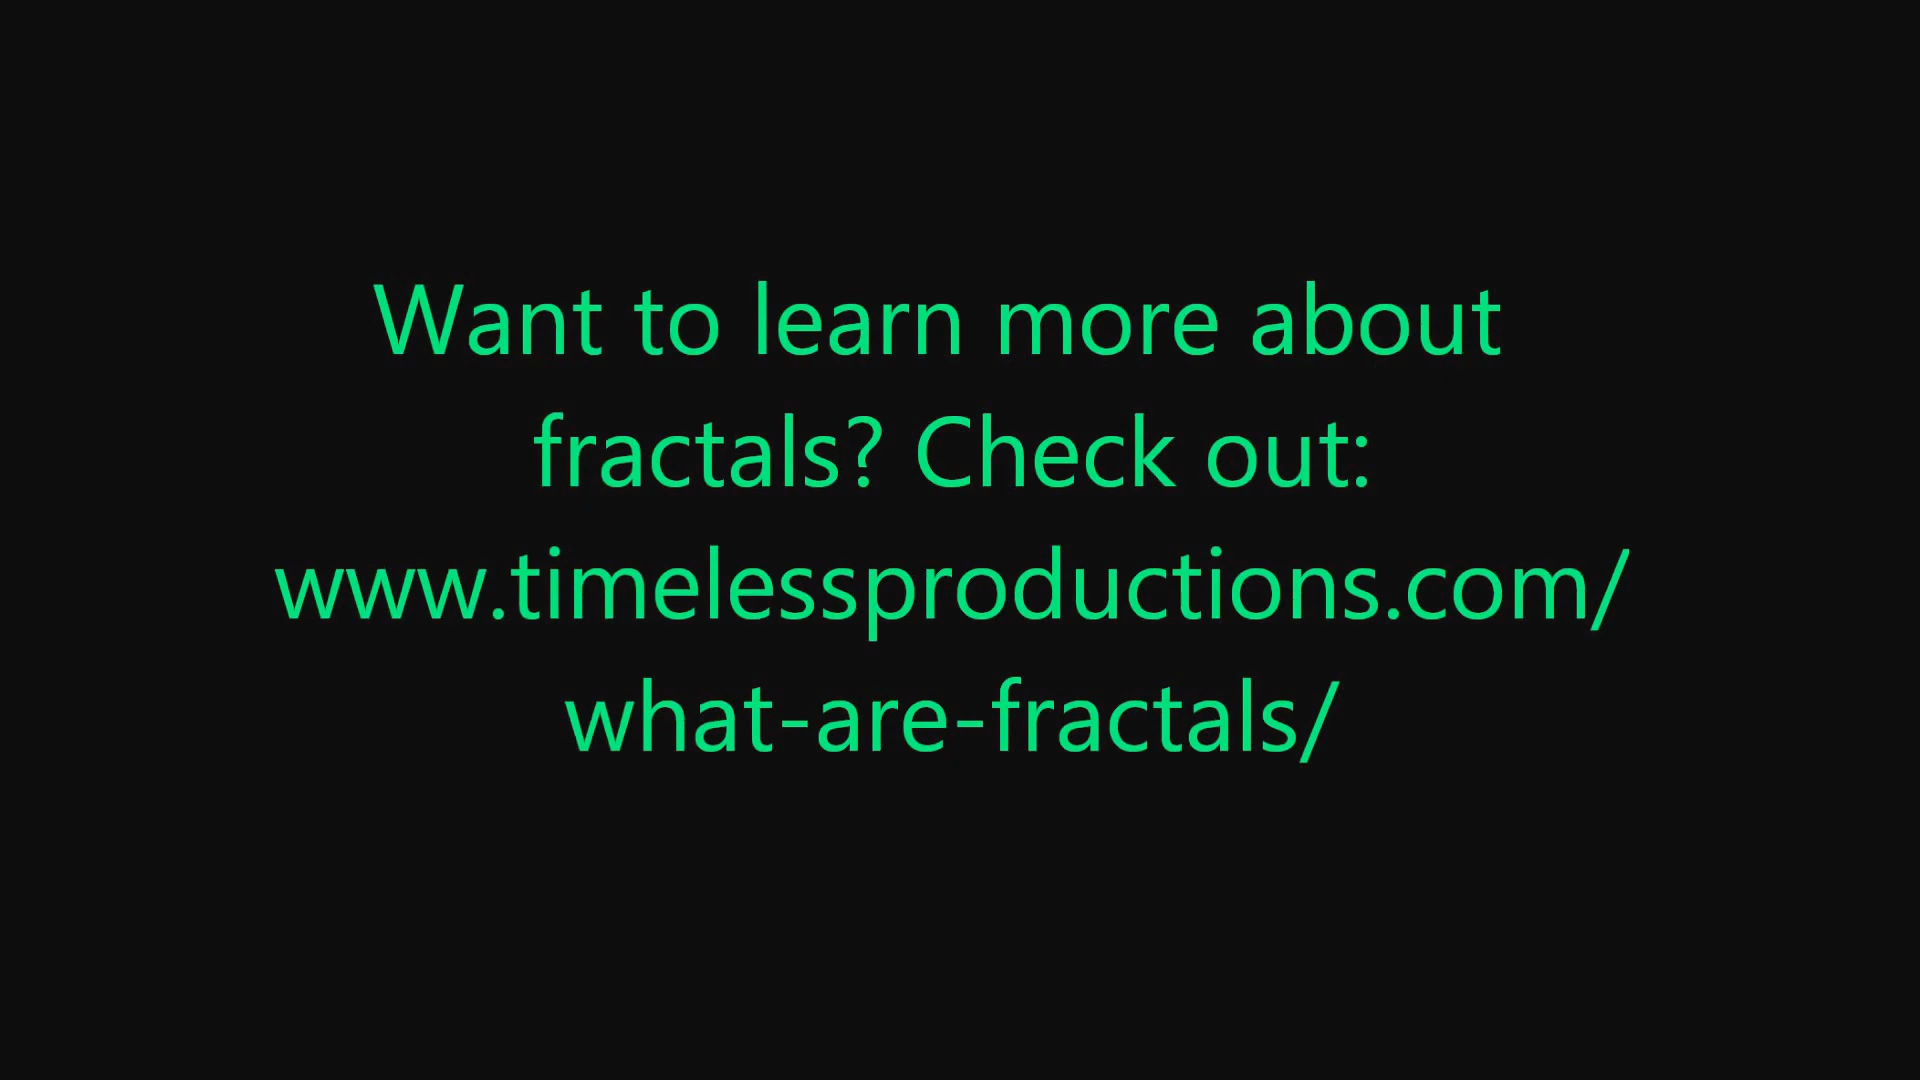 Want to learn more about
fractals? Check out:
www.timelessproductions.com/
what-are-fractals/